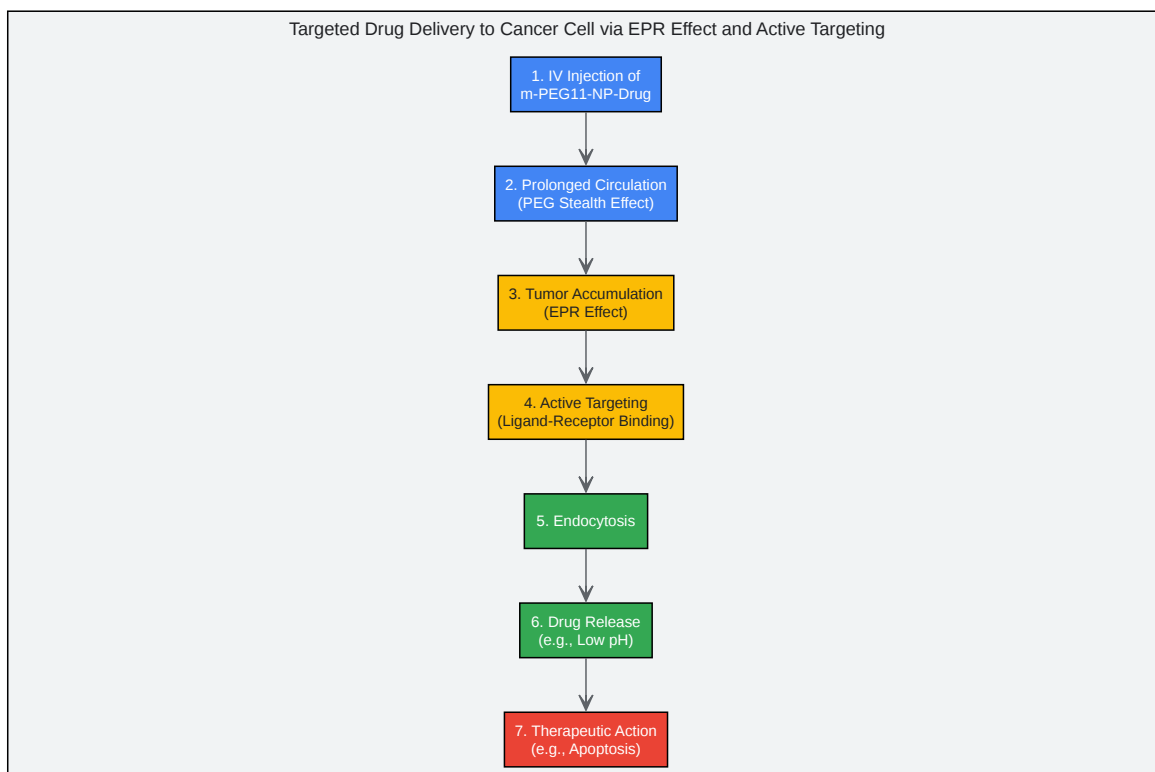 Targeted Drug Delivery to Cancer Cell via EPR Effect and Active Targeting
1. IV Injection of
m-PEG11-NP-Drug
2. Prolonged Circulation
(PEG Stealth Effect)
3. Tumor Accumulation
(EPR Effect)
4. Active Targeting
(Ligand-Receptor Binding)
5. Endocytosis
6. Drug Release
(e.g., Low pH)
7. Therapeutic Action
(e.g., Apoptosis)